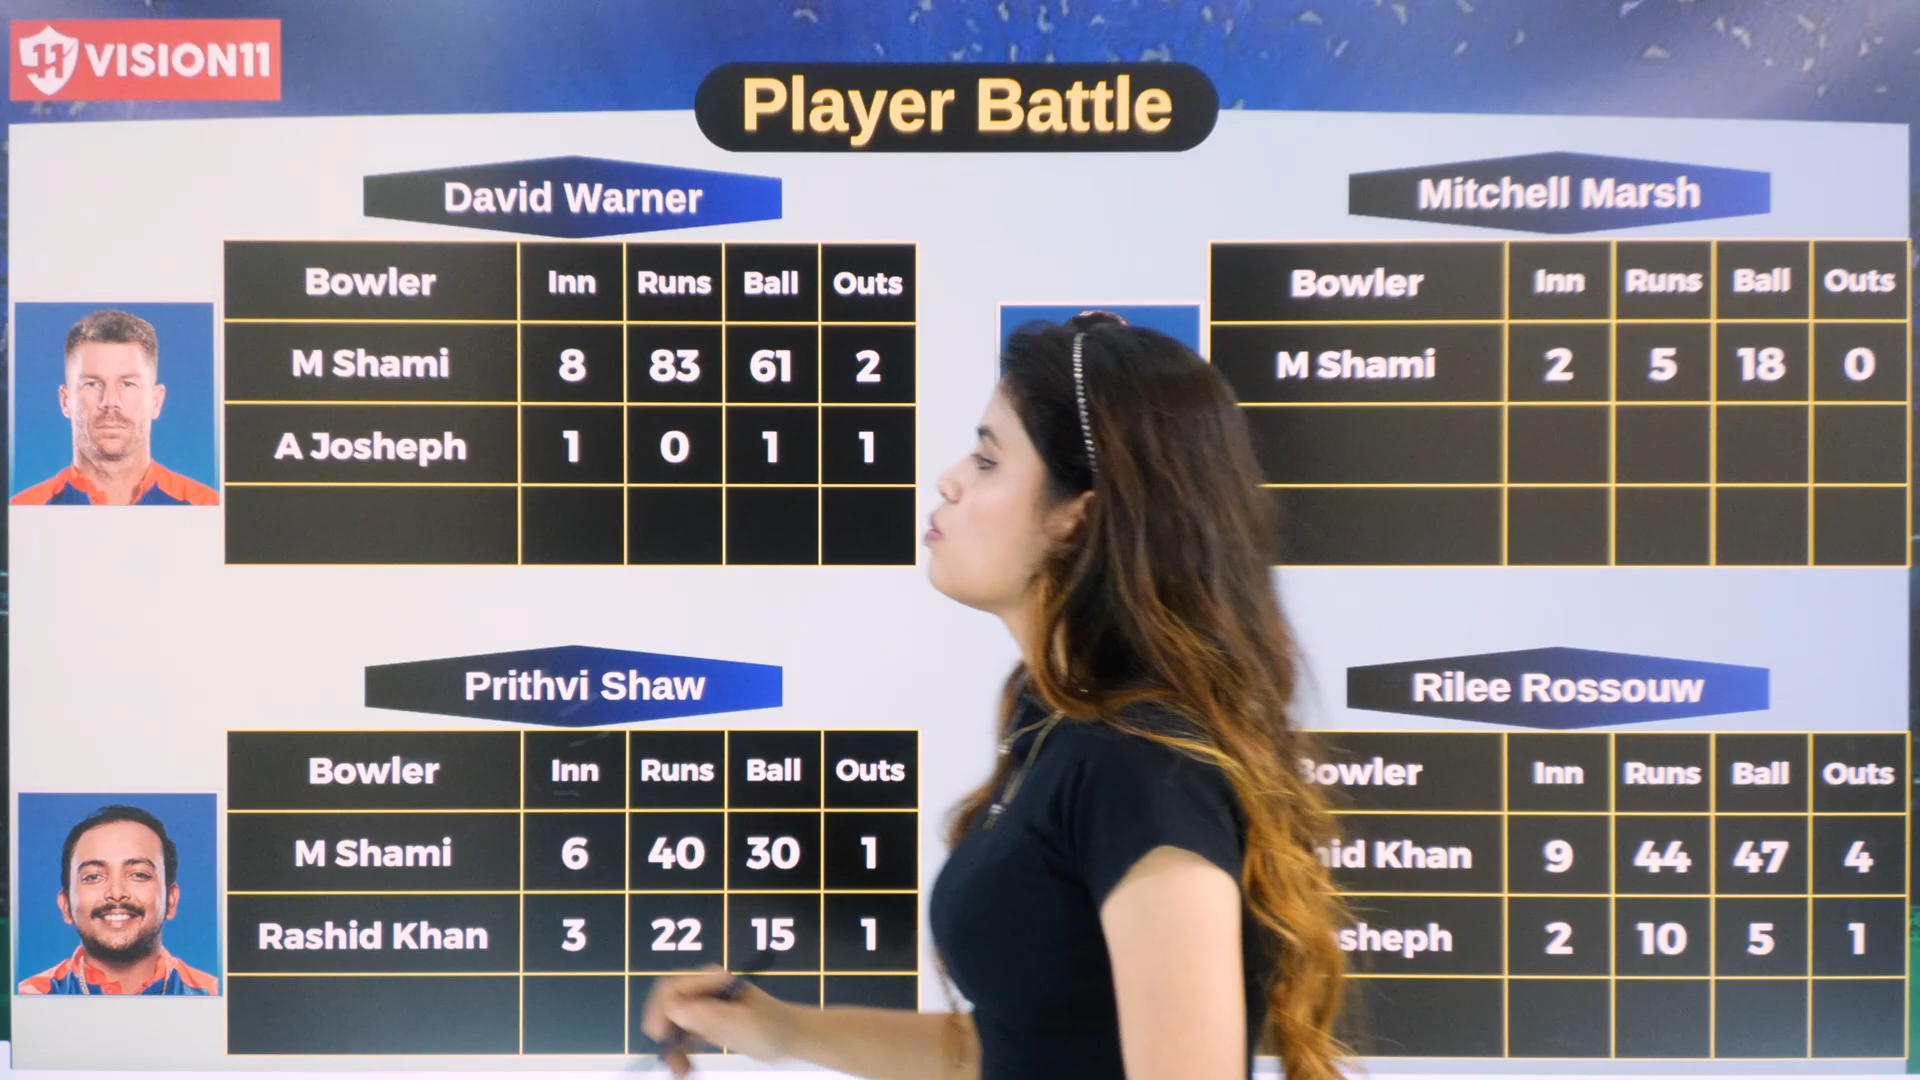 VISION11
Player Battle
David Warner
Bowler Inn Runs Ball Outs
M Shami 8 83 61 2
A Josheph 1 0 1 1
Mitchell Marsh
Bowler Inn Runs Ball Outs
M Shami 2 5 18 0
Prithvi Shaw
Bowler Inn Runs Ball Outs
M Shami 6 40 30 1
Rashid Khan 3 22 15 1
Rilee Rossouw
Bowler Inn Runs Ball Outs
Khan 9 44 47 4
2 10 5 1